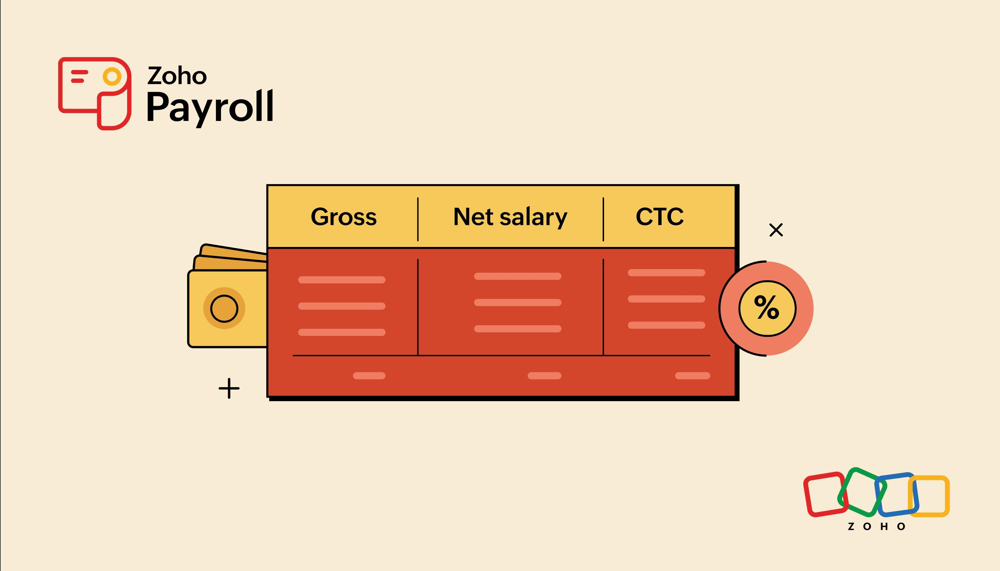 Zoho
Payroll
Gross Net salary CTC
%
ZOHO